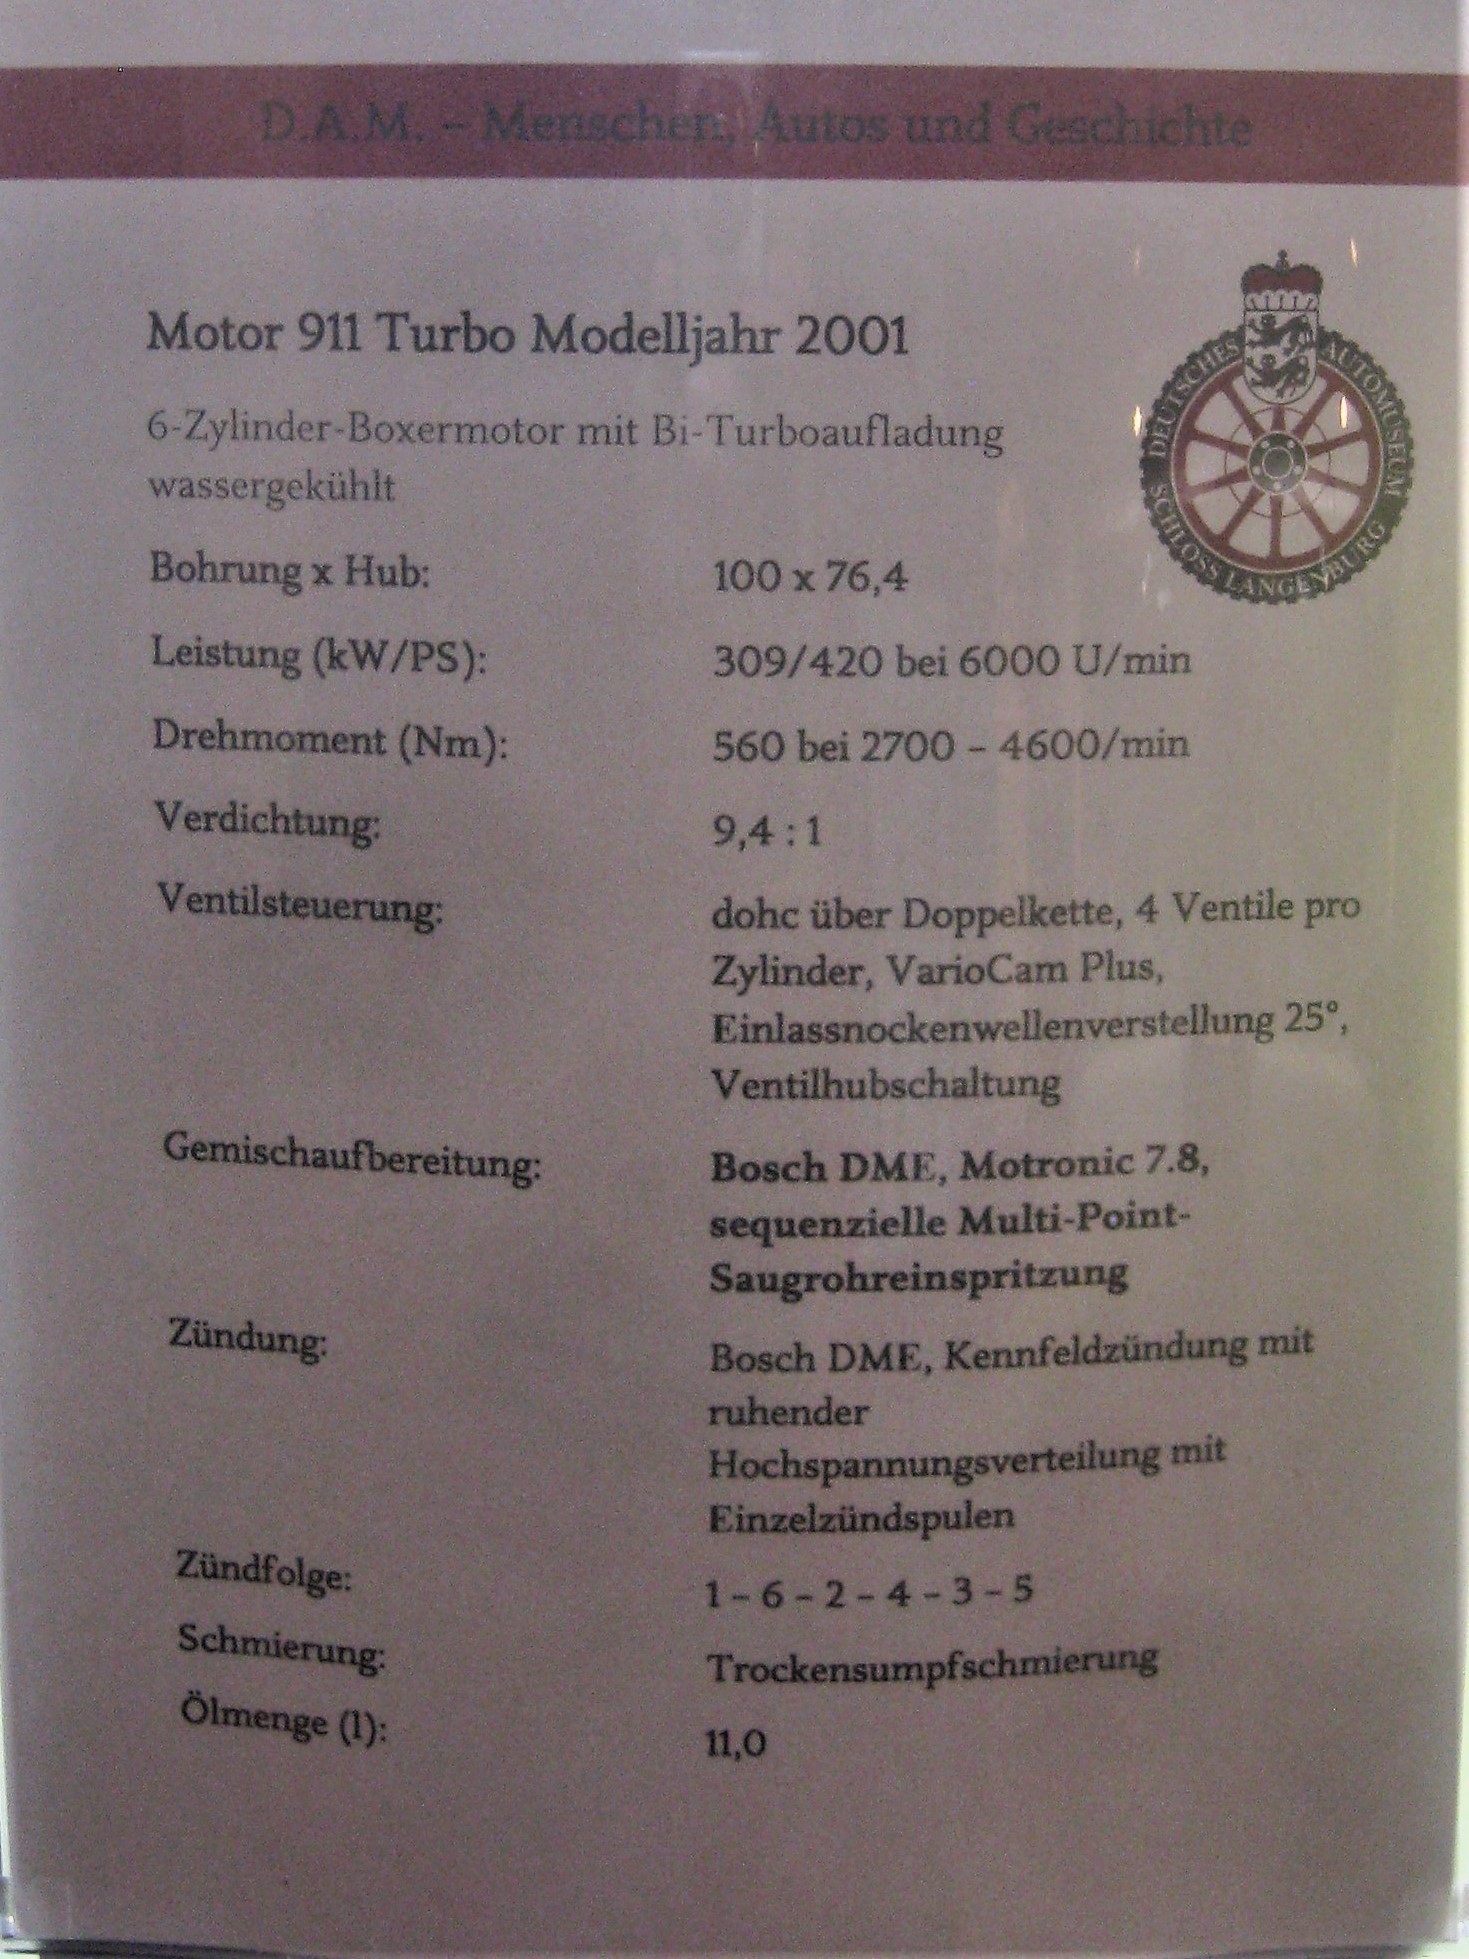 D.A.M. – Menschen, Autos und Geschichte
DEUTSCHES AUTOMUSEUM
SCHLOSS LANGENBURG
Motor 911 Turbo Modelljahr 2001
6-Zylinder-Boxermotor mit Bi-Turboaufladung
wassergekühlt
Bohrung x Hub: 100 x 76,4
Leistung (kW/PS): 309/420 bei 6000 U/min
Drehmoment (Nm): 560 bei 2700 – 4600/min
Verdichtung: 9,4 : 1
Ventilsteuerung: dohc über Doppelkette, 4 Ventile pro
Zylinder, VarioCam Plus,
Einlassnockenwellenverstellung 25°,
Ventilhubschaltung
Gemischaufbereitung: Bosch DME, Motronic 7.8,
sequenzielle Multi-Point-
Saugrohreinspritzung
Zündung: Bosch DME, Kennfeldzündung mit
ruhender
Hochspannungsverteilung mit
Einzelzündspulen
Zündfolge: 1 – 6 – 2 – 4 – 3 – 5
Schmierung: Trockensumpfschmierung
Ölmenge (l): 11,0